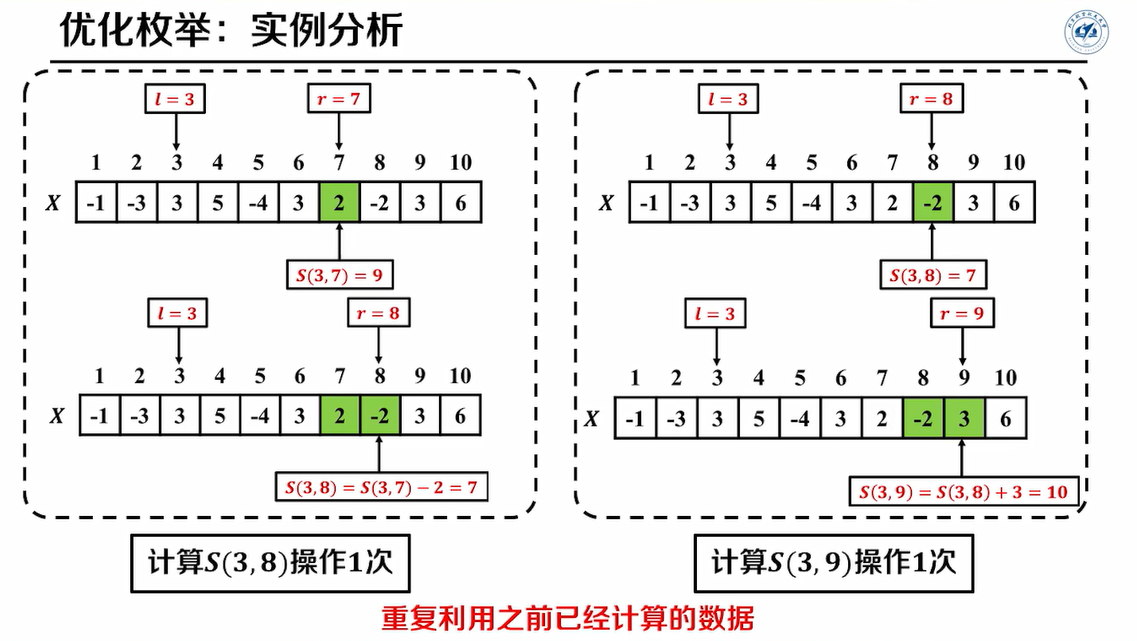 优化枚举：实例分析
l = 3 r = 7
1 2 3 4 5 6 7 8 9 10
X -1 -3 3 5 -4 3 2 -2 3 6
S(3,7) = 9
l = 3 r = 8
1 2 3 4 5 6 7 8 9 10
X -1 -3 3 5 -4 3 2 -2 3 6
S(3,8) = S(3,7) − 2 = 7
计算S(3,8)操作1次
l = 3 r = 8
1 2 3 4 5 6 7 8 9 10
X -1 -3 3 5 -4 3 2 -2 3 6
S(3,8) = 7
l = 3 r = 9
1 2 3 4 5 6 7 8 9 10
X -1 -3 3 5 -4 3 2 -2 3 6
S(3,9) = S(3,8) + 3 = 10
计算S(3,9)操作1次
重复利用之前已经计算的数据